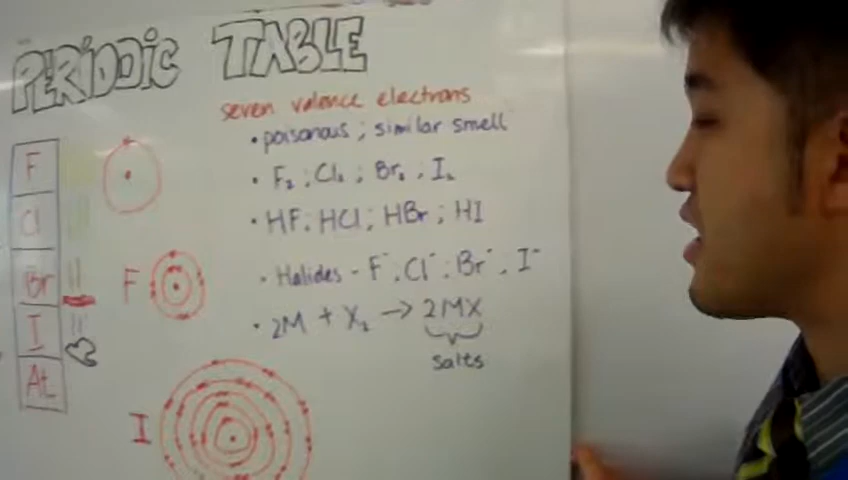 PERIODIC TABLE
seven valence electrons
• poisonous ; similar smell
• F₂ ; Cl₂ ; Br₂ ; I₂
• HF ; HCl ; HBr ; HI
• Halides - F⁻ ; Cl⁻ ; Br⁻ ; I⁻
• 2M + X₂ → 2MX
salts
F
Cl
Br
I
At
F
I